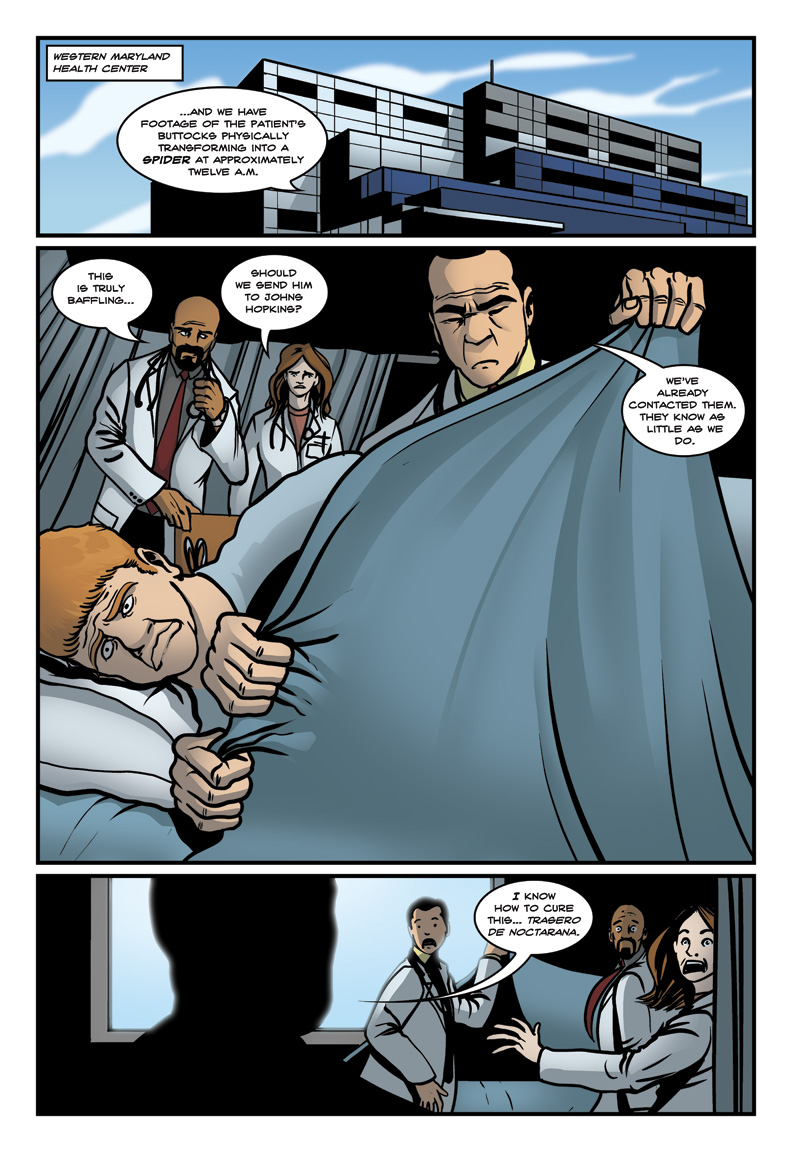 WESTERN MARYLAND
HEALTH CENTER
...AND WE HAVE
FOOTAGE OF THE PATIENT'S
BUTTOCKS PHYSICALLY
TRANSFORMING INTO A
SPIDER AT APPROXIMATELY
TWELVE A.M.
THIS
IS TRULY
BAFFLING...
SHOULD
WE SEND HIM
TO JOHNS
HOPKINS?
WE'VE
ALREADY
CONTACTED THEM.
THEY KNOW AS
LITTLE AS WE
DO.
I KNOW
HOW TO CURE
THIS... TRASERO
DE NOCTARANA.